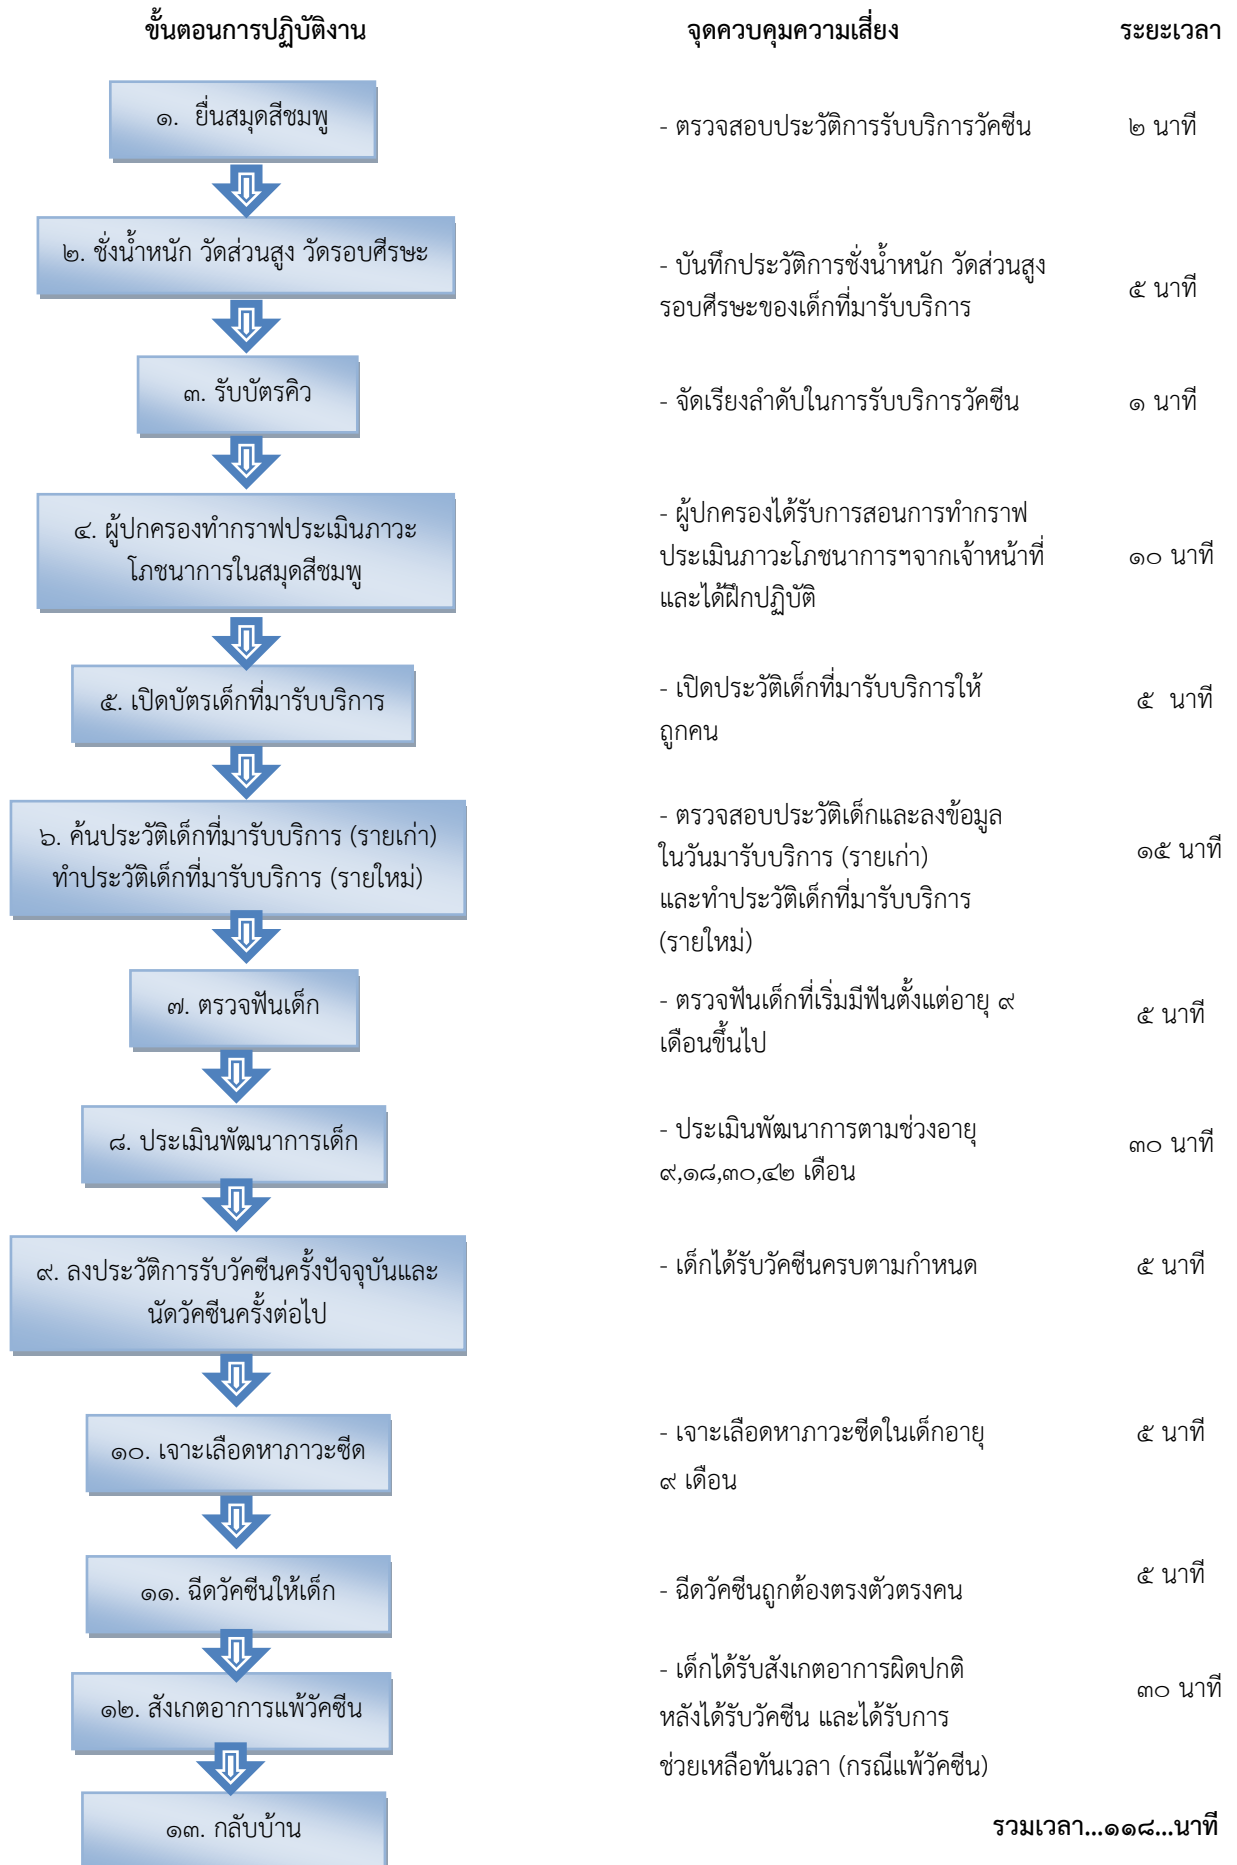 ขั้นตอนการปฏิบัติงาน จุดควบคุมความเสี่ยง ระยะเวลา
๑. ยื่นสมุดสีชมพู
- ตรวจสอบประวัติการรับบริการวัคซีน ๒ นาที
๒. ชั่งน้ำหนัก วัดส่วนสูง วัดรอบศีรษะ
- บันทึกประวัติการชั่งน้ำหนัก วัดส่วนสูง
รอบศีรษะของเด็กที่มารับบริการ
๕ นาที
๓. รับบัตรคิว
- จัดเรียงลำดับในการรับบริการวัคซีน ๑ นาที
๔. ผู้ปกครองทำกราฟประเมินภาวะ
โภชนาการในสมุดสีชมพู
- ผู้ปกครองได้รับการสอนการทำกราฟ
ประเมินภาวะโภชนาการฯจากเจ้าหน้าที่
และได้ฝึกปฏิบัติ
๑๐ นาที
๕. เปิดบัตรเด็กที่มารับบริการ
- เปิดประวัติเด็กที่มารับบริการให้
ถูกคน
๕ นาที
๖. ค้นประวัติเด็กที่มารับบริการ (รายเก่า)
ทำประวัติเด็กที่มารับบริการ (รายใหม่)
- ตรวจสอบประวัติเด็กและลงข้อมูล
ในวันมารับบริการ (รายเก่า)
และทำประวัติเด็กที่มารับบริการ
(รายใหม่)
๑๕ นาที
๗. ตรวจฟันเด็ก
- ตรวจฟันเด็กที่เริ่มมีฟันตั้งแต่อายุ ๙
เดือนขึ้นไป
๕ นาที
๘. ประเมินพัฒนาการเด็ก
- ประเมินพัฒนาการตามช่วงอายุ
๙,๑๘,๓๐,๔๒ เดือน
๓๐ นาที
๙. ลงประวัติการรับวัคซีนครั้งปัจจุบันและ
นัดวัคซีนครั้งต่อไป
- เด็กได้รับวัคซีนครบตามกำหนด ๕ นาที
๑๐. เจาะเลือดหาภาวะซีด
- เจาะเลือดหาภาวะซีดในเด็กอายุ
๙ เดือน
๕ นาที
๑๑. ฉีดวัคซีนให้เด็ก
- ฉีดวัคซีนถูกต้องตรงตัวตรงคน
๕ นาที
๑๒. สังเกตอาการแพ้วัคซีน
- เด็กได้รับสังเกตอาการผิดปกติ
หลังได้รับวัคซีน และได้รับการ
ช่วยเหลือทันเวลา (กรณีแพ้วัคซีน)
๓๐ นาที
๑๓. กลับบ้าน
รวมเวลา...๑๑๘...นาที